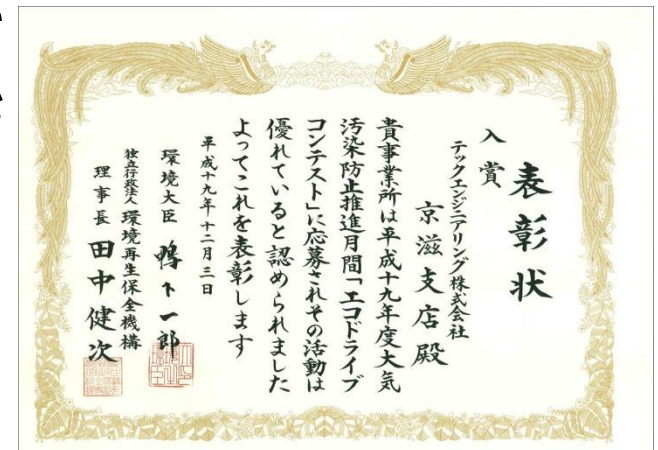 表彰状
入賞
テックエンジニアリング株式会社
京滋支店殿
貴事業所は平成十九年度大気
汚染防止推進月間「エコドライブ
コンテスト」に応募されその活動は
優れていると認められました
よってこれを表彰します
平成十九年十二月三日
環境大臣 鴨下一郎
独立行政法人 環境再生保全機構
理事長 田中健次